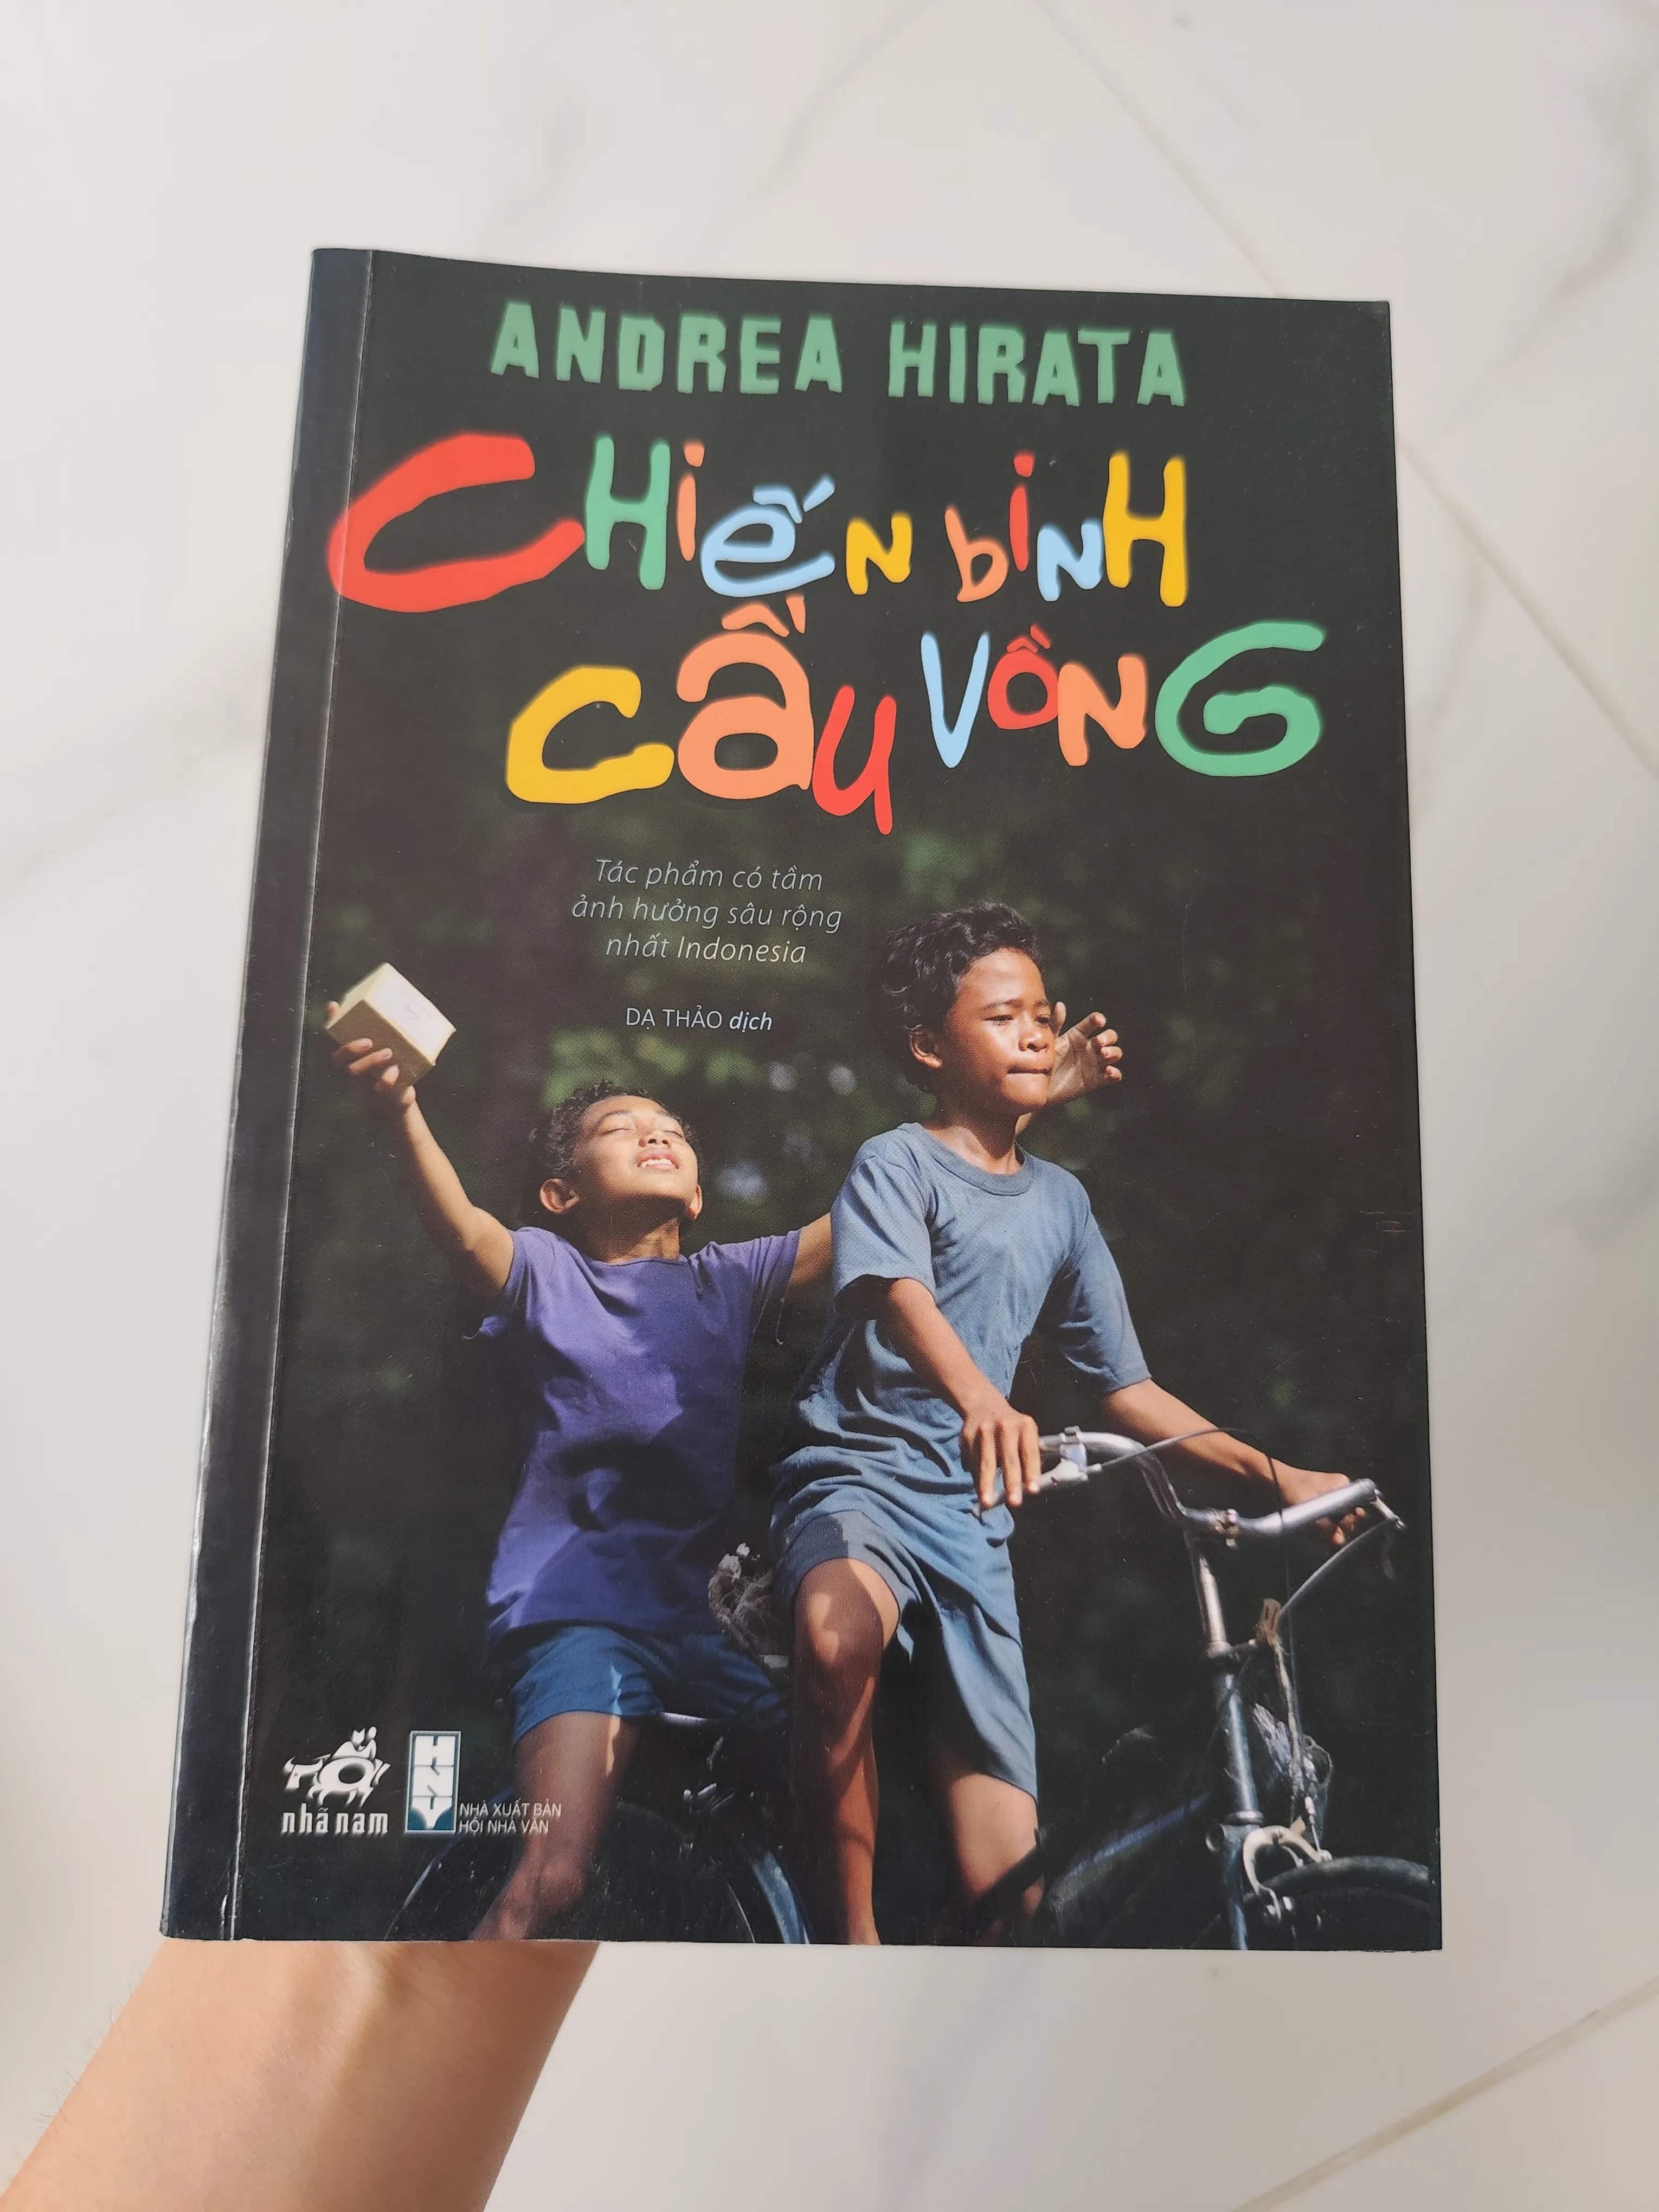 ANDREA HIRATA
CHiếN biNH
Cầu VồNG
Tác phẩm có tầm
ảnh hưởng sâu rộng
nhất Indonesia
DẠ THẢO dịch
nhã nam
HNV
NHÀ XUẤT BẢN
HỘI NHÀ VĂN